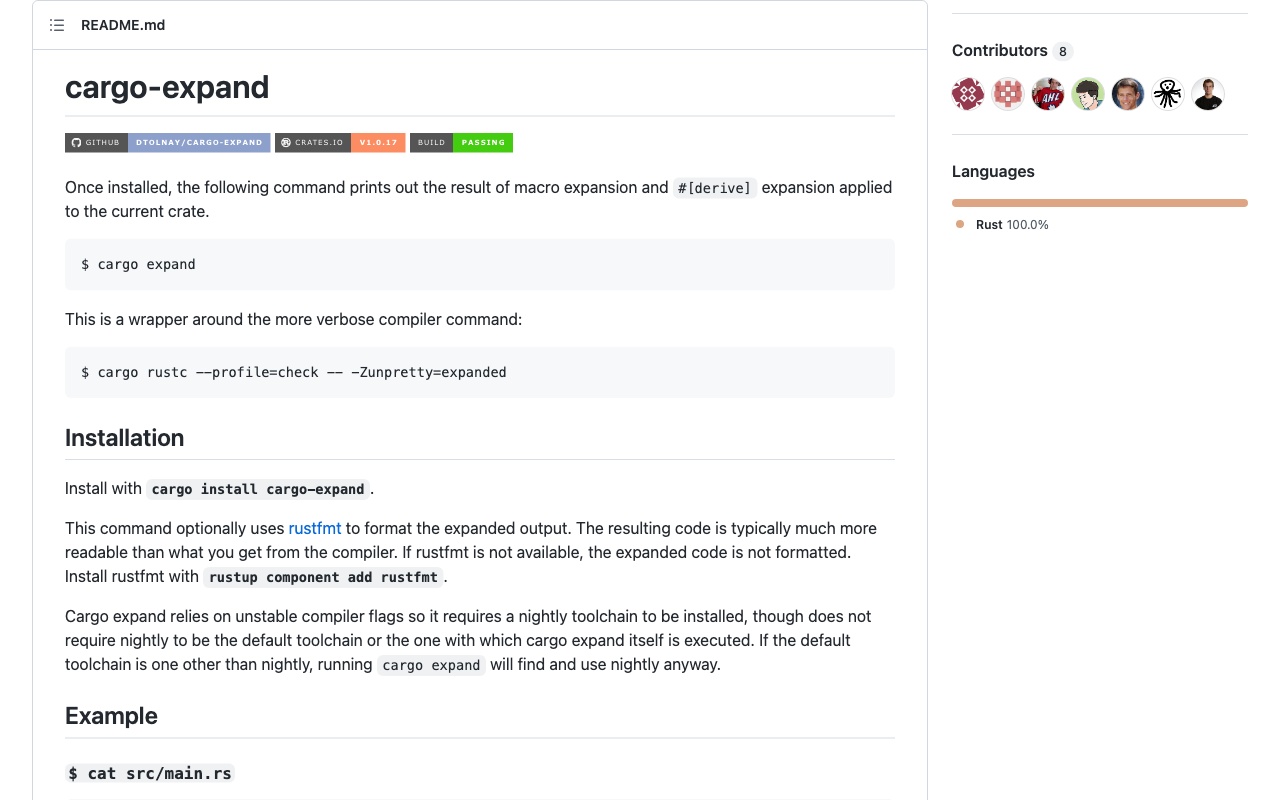 README.md
cargo-expand
GITHUB DTOLNAY/CARGO-EXPAND CRATES.IO V1.0.17 BUILD PASSING
Once installed, the following command prints out the result of macro expansion and #[derive] expansion applied
to the current crate.
$ cargo expand
This is a wrapper around the more verbose compiler command:
$ cargo rustc --profile=check -- -Zunpretty=expanded
Installation
Install with cargo install cargo-expand.
This command optionally uses rustfmt to format the expanded output. The resulting code is typically much more
readable than what you get from the compiler. If rustfmt is not available, the expanded code is not formatted.
Install rustfmt with rustup component add rustfmt.
Cargo expand relies on unstable compiler flags so it requires a nightly toolchain to be installed, though does not
require nightly to be the default toolchain or the one with which cargo expand itself is executed. If the default
toolchain is one other than nightly, running cargo expand will find and use nightly anyway.
Example
$ cat src/main.rs
Contributors 8
AHL
Languages
Rust 100.0%